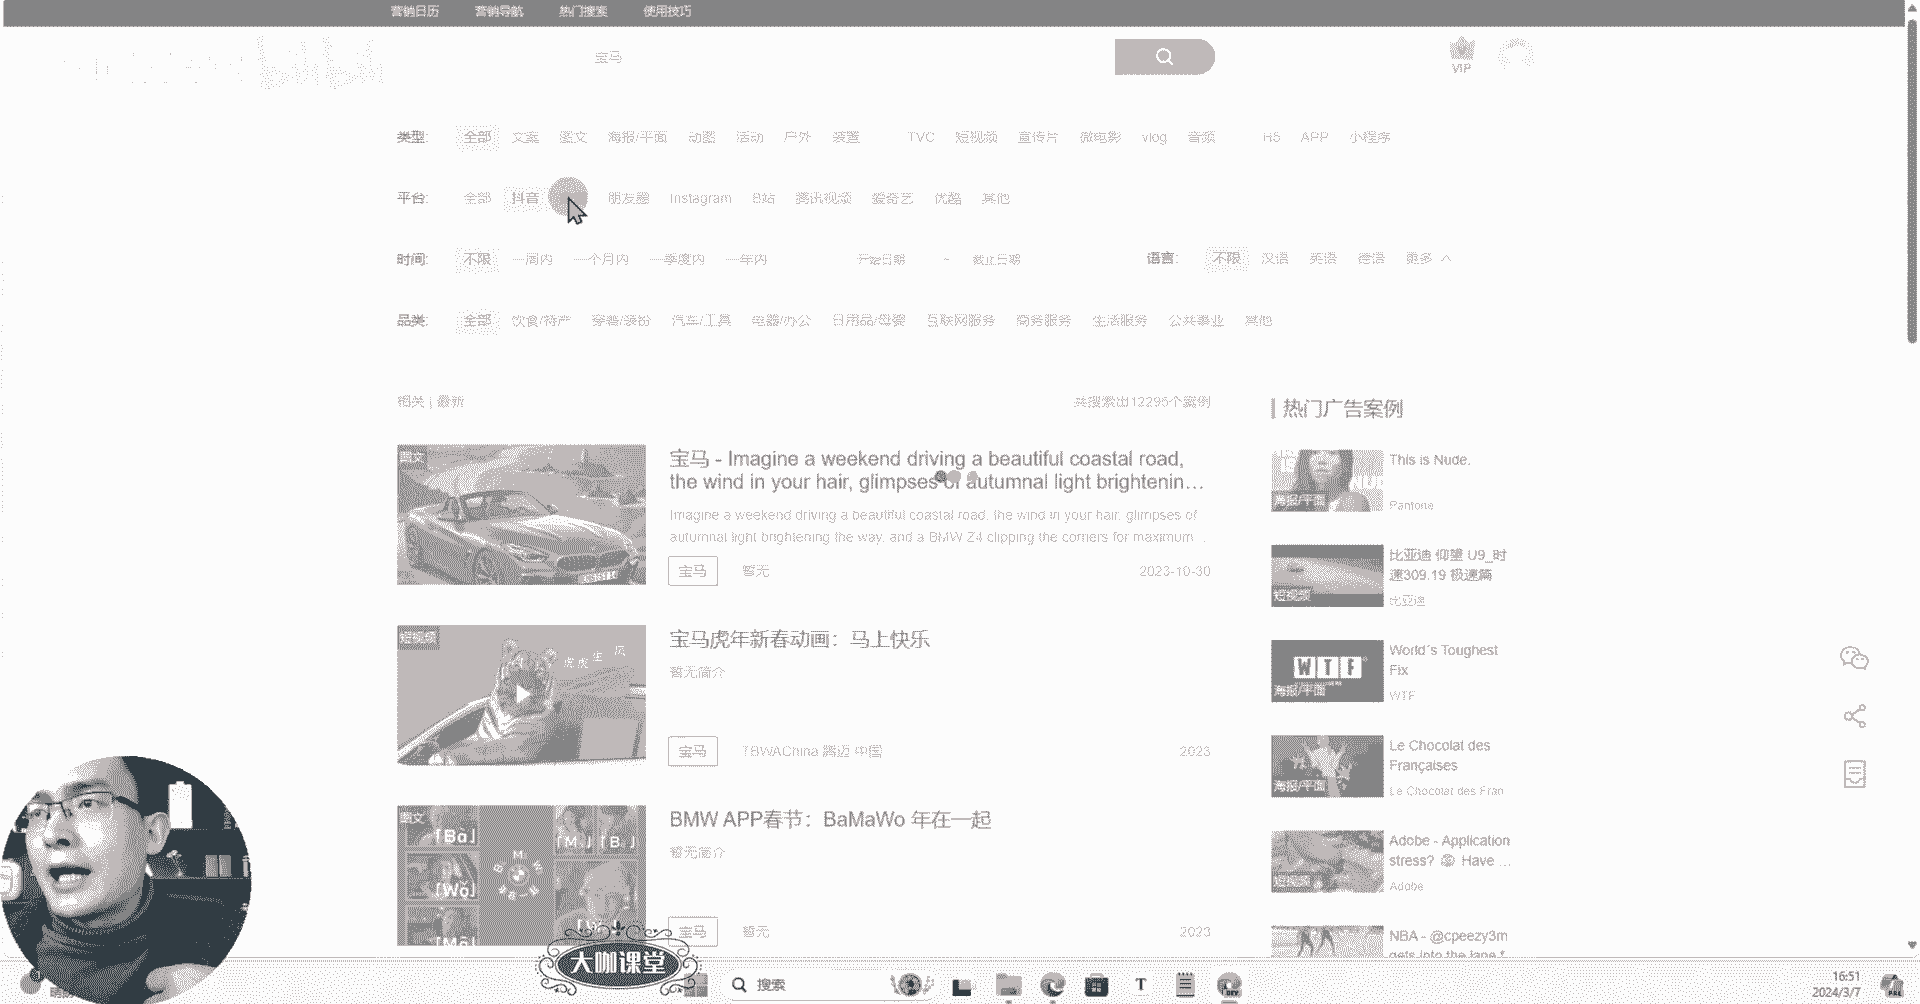 营销日历 营销导航 热门搜索 使用技巧
宝马
VIP
类型: 全部 文案 图文 海报/平面 动图 活动 户外 装置 TVC 短视频 宣传片 微电影 vlog 音频 H5 APP 小程序
平台: 全部 抖音 朋友圈 Instagram B站 腾讯视频 爱奇艺 优酷 其他
时间: 不限 一周内 一个月内 一季度内 一年内 开始日期 - 截止日期 语言: 不限 汉语 英语 德语 更多
品类: 全部 饮食/特产 穿着/装扮 汽车/工具 电器/办公 日用品/母婴 互联网服务 商务服务 生活服务 公共事业 其他
相关 | 最新 共搜索出12295个案例
图文
宝马 - Imagine a weekend driving a beautiful coastal road,
the wind in your hair, glimpses of autumnal light brightenin…
Imagine a weekend driving a beautiful coastal road, the wind in your hair, glimpses of
autumnal light brightening the way, and a BMW Z4 clipping the corners for maximum
宝马 暂无 2023-10-30
短视频
虎虎生风
宝马虎年新春动画：马上快乐
暂无简介
宝马 TBWAChina 腾迈 中国 2023
图文
「Ba」
「M
「B
「Wo」
BMW APP春节：BaMaWo 年在一起
暂无简介
宝马 暂无 2023
热门广告案例
海报/平面
This is Nude.
Pantone
短视频
比亚迪 仰望 U9_时
速309.19 极速篇
比亚迪
WTF
海报/平面
World´s Toughest
Fix
WTF
海报/平面
Le Chocolat des
Françaises
Le Chocolat des Fran
短视频
Adobe - Application
stress? Have ...
Adobe
NBA - @cpeezy3m
gets into the lane f
大咖课堂
搜索
T
DEV
16:51
2024/3/7
PRE